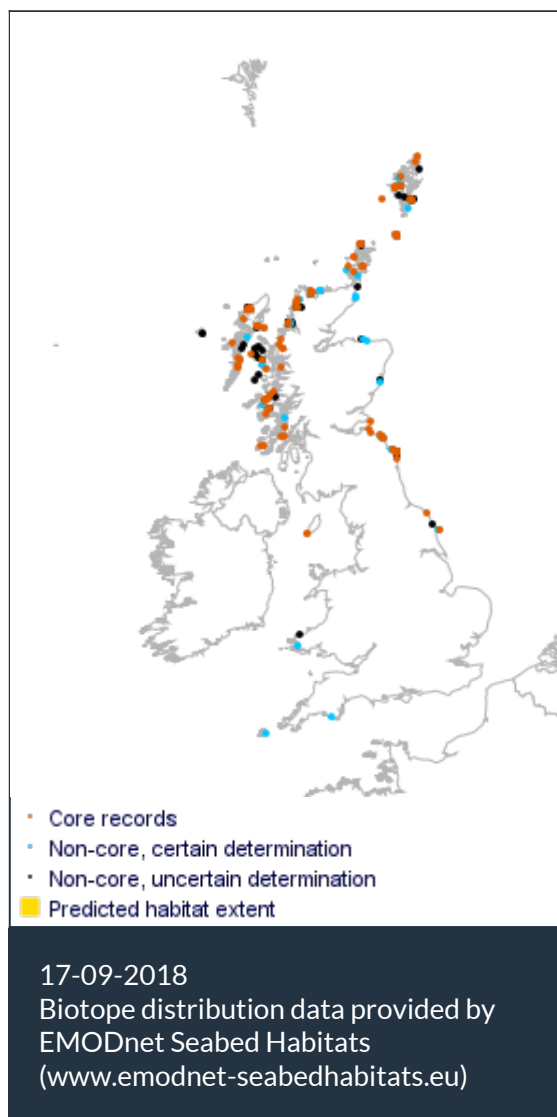 Core records
Non-core, certain determination
Non-core, uncertain determination
Predicted habitat extent
17-09-2018
Biotope distribution data provided by
EMODnet Seabed Habitats
(www.emodnet-seabedhabitats.eu)